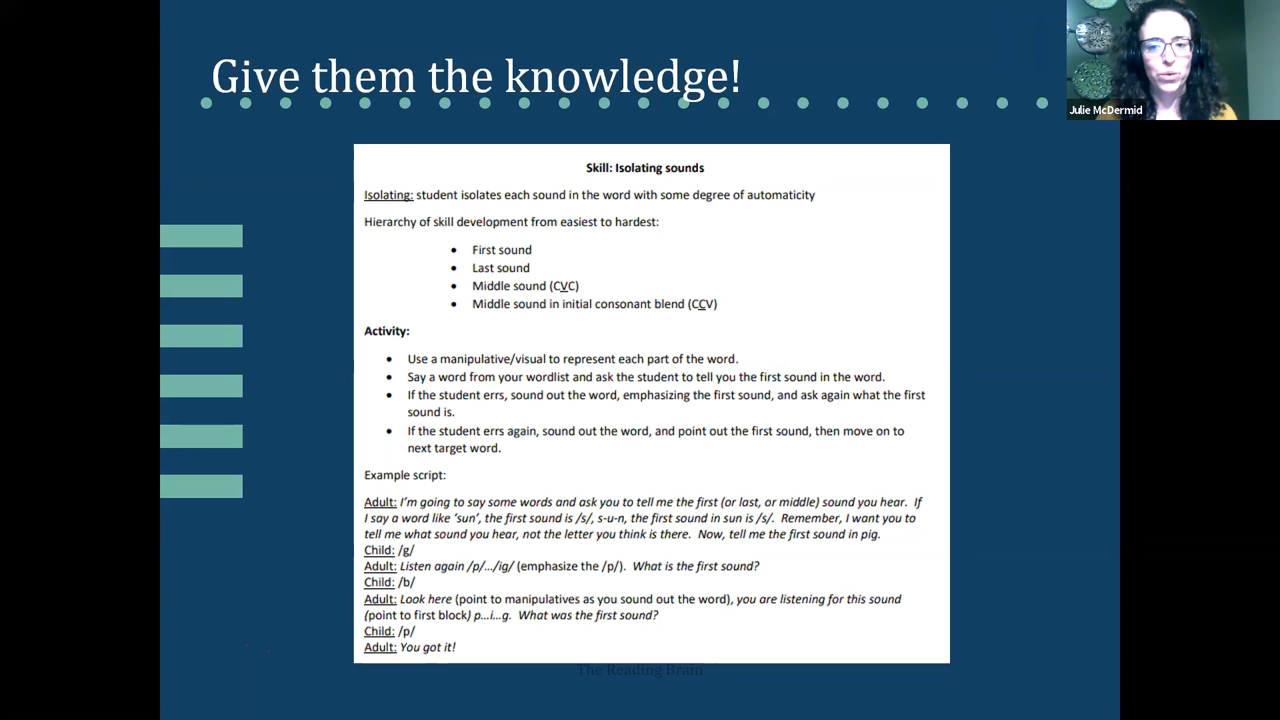 Give them the knowledge!
Julie McDermid
Skill: Isolating sounds
Isolating: student isolates each sound in the word with some degree of automaticity
Hierarchy of skill development from easiest to hardest:
• First sound
• Last sound
• Middle sound (CVC)
• Middle sound in initial consonant blend (CCV)
Activity:
• Use a manipulative/visual to represent each part of the word.
• Say a word from your wordlist and ask the student to tell you the first sound in the word.
• If the student errs, sound out the word, emphasizing the first sound, and ask again what the first
sound is.
• If the student errs again, sound out the word, and point out the first sound, then move on to
next target word.
Example script:
Adult: I'm going to say some words and ask you to tell me the first (or last, or middle) sound you hear. If
I say a word like 'sun', the first sound is /s/, s-u-n, the first sound in sun is /s/. Remember, I want you to
tell me what sound you hear, not the letter you think is there. Now, tell me the first sound in pig.
Child: /g/
Adult: Listen again /p/.../ig/ (emphasize the /p/). What is the first sound?
Child: /b/
Adult: Look here (point to manipulatives as you sound out the word), you are listening for this sound
(point to first block) p...i...g. What was the first sound?
Child: /p/
Adult: You got it!
The Reading Brain